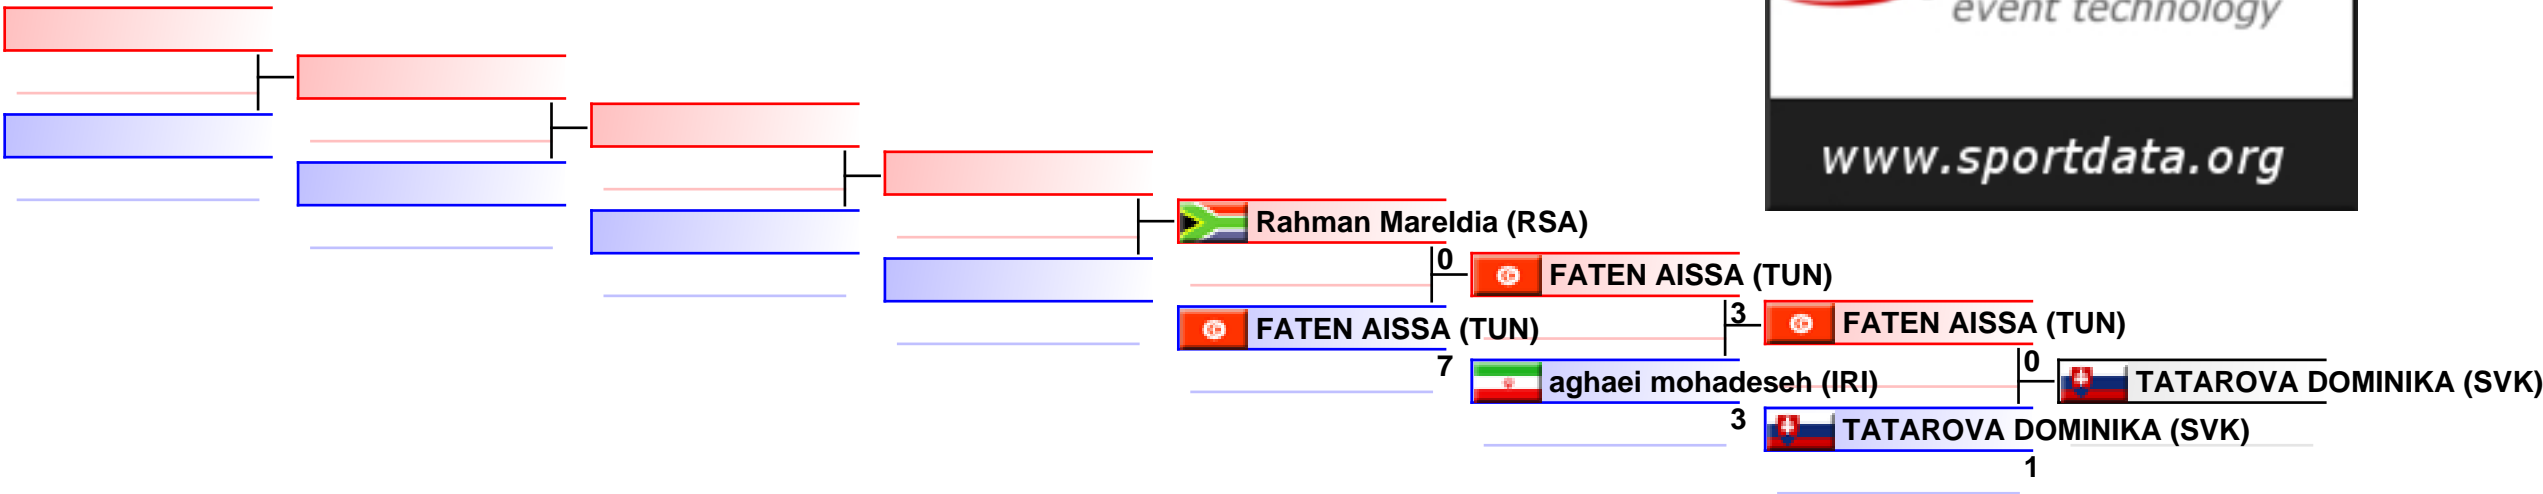 event technology
www.sportdata.org
Rahman Mareldia (RSA)
0
FATEN AISSA (TUN)
FATEN AISSA (TUN)
7
3
FATEN AISSA (TUN)
aghaei mohadeseh (IRI)
3
0
TATAROVA DOMINIKA (SVK)
TATAROVA DOMINIKA (SVK)
1